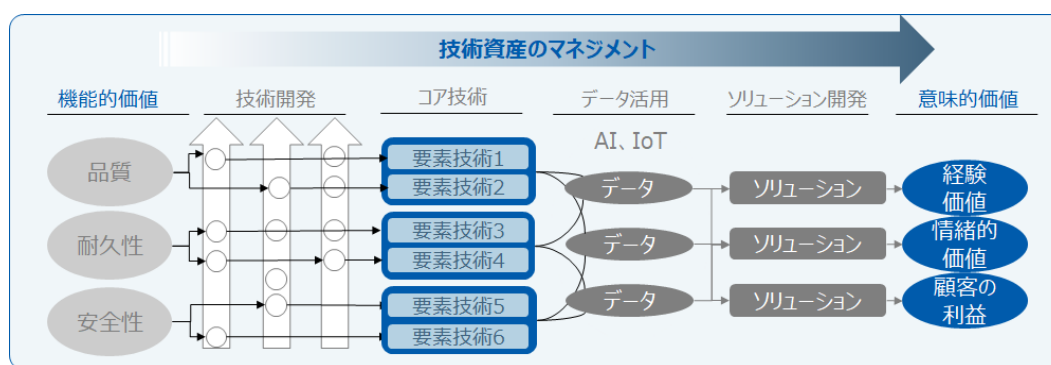 技術資産のマネジメント
機能的価値
技術開発
コア技術
データ活用
ソリューション開発
意味的価値
AI、IoT
品質
耐久性
安全性
要素技術1
要素技術2
要素技術3
要素技術4
要素技術5
要素技術6
データ
データ
データ
ソリューション
ソリューション
ソリューション
経験
価値
情緒的
価値
顧客の
利益